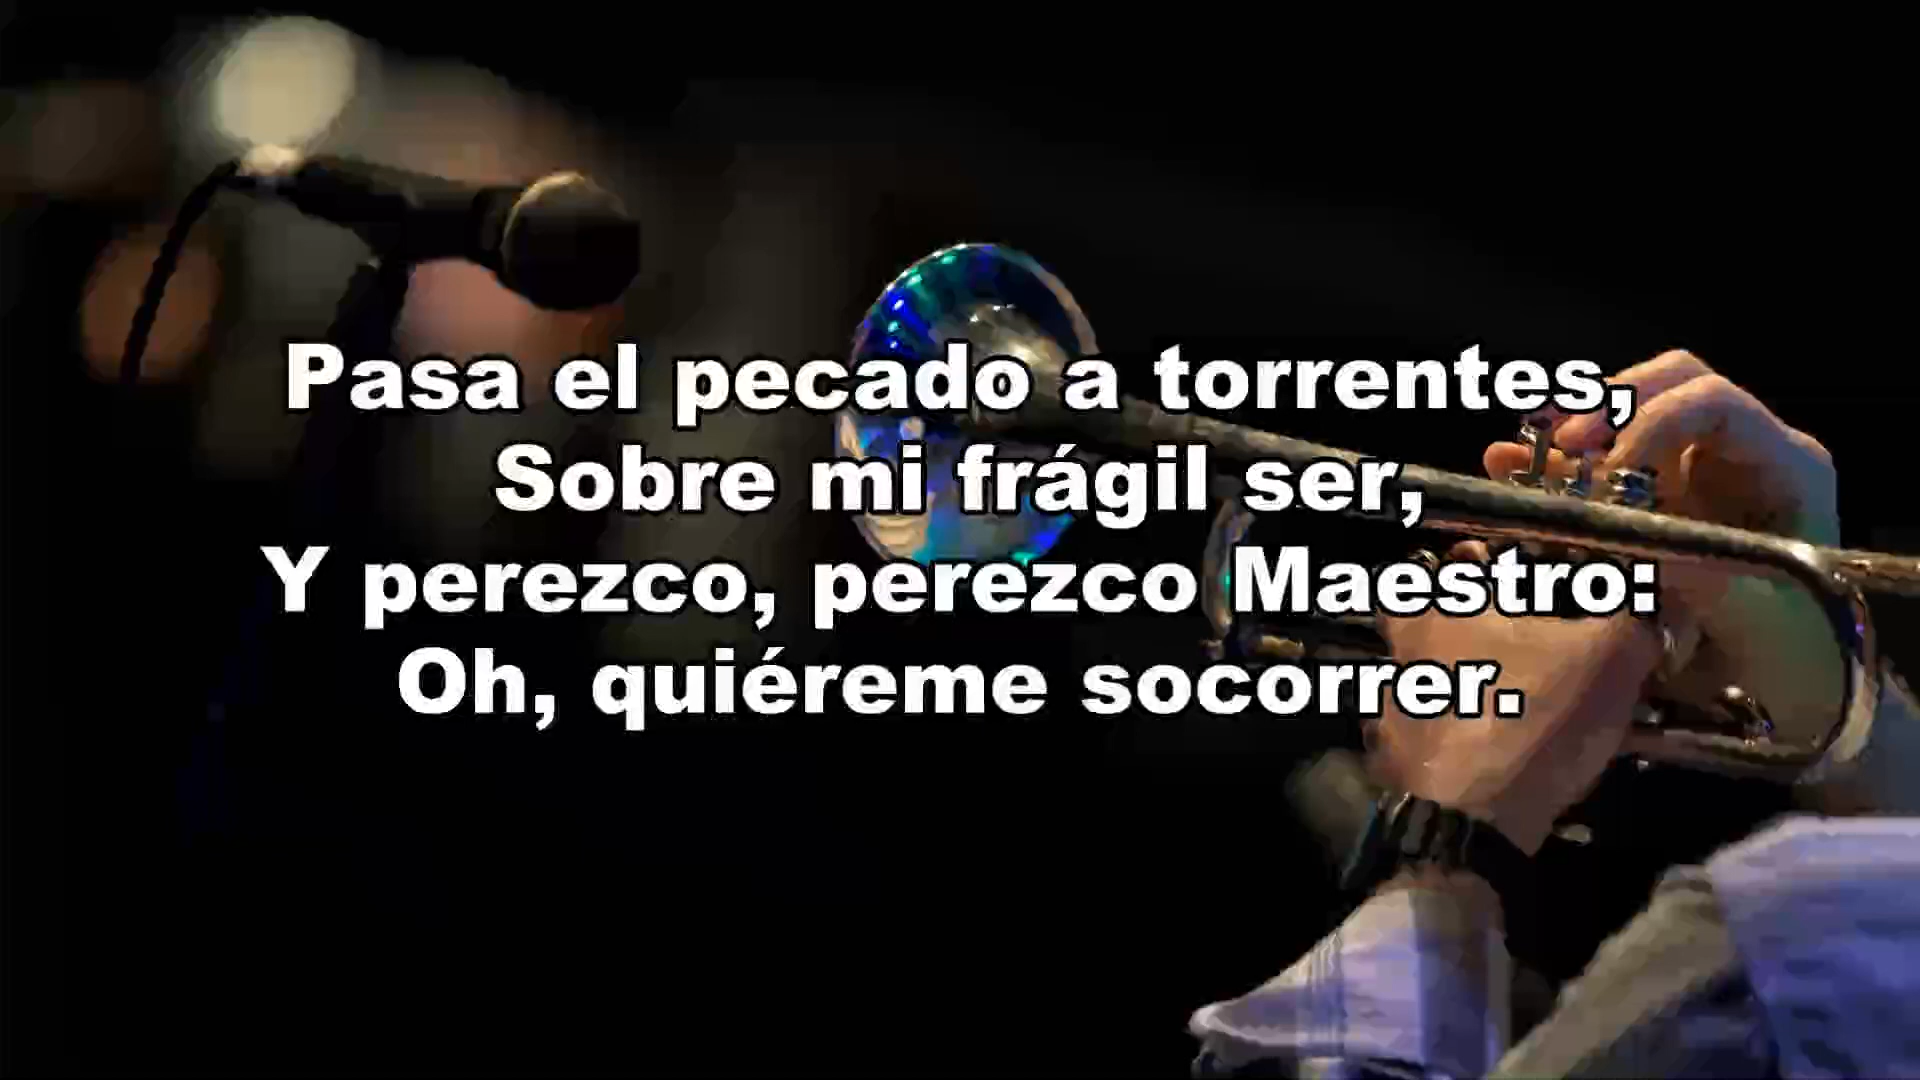 Pasa el pecado a torrentes,
Sobre mi frágil ser,
Y perezco, perezco Maestro:
Oh, quiéreme socorrer.